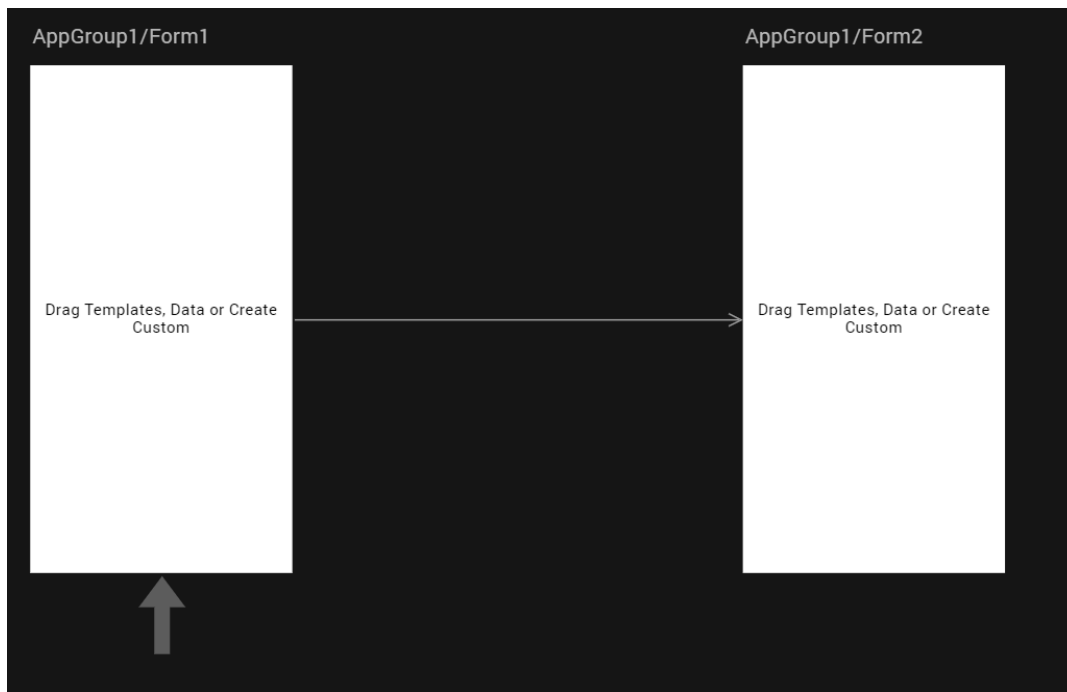 AppGroup1/Form1
AppGroup1/Form2
Drag Templates, Data or Create
Custom
Drag Templates, Data or Create
Custom